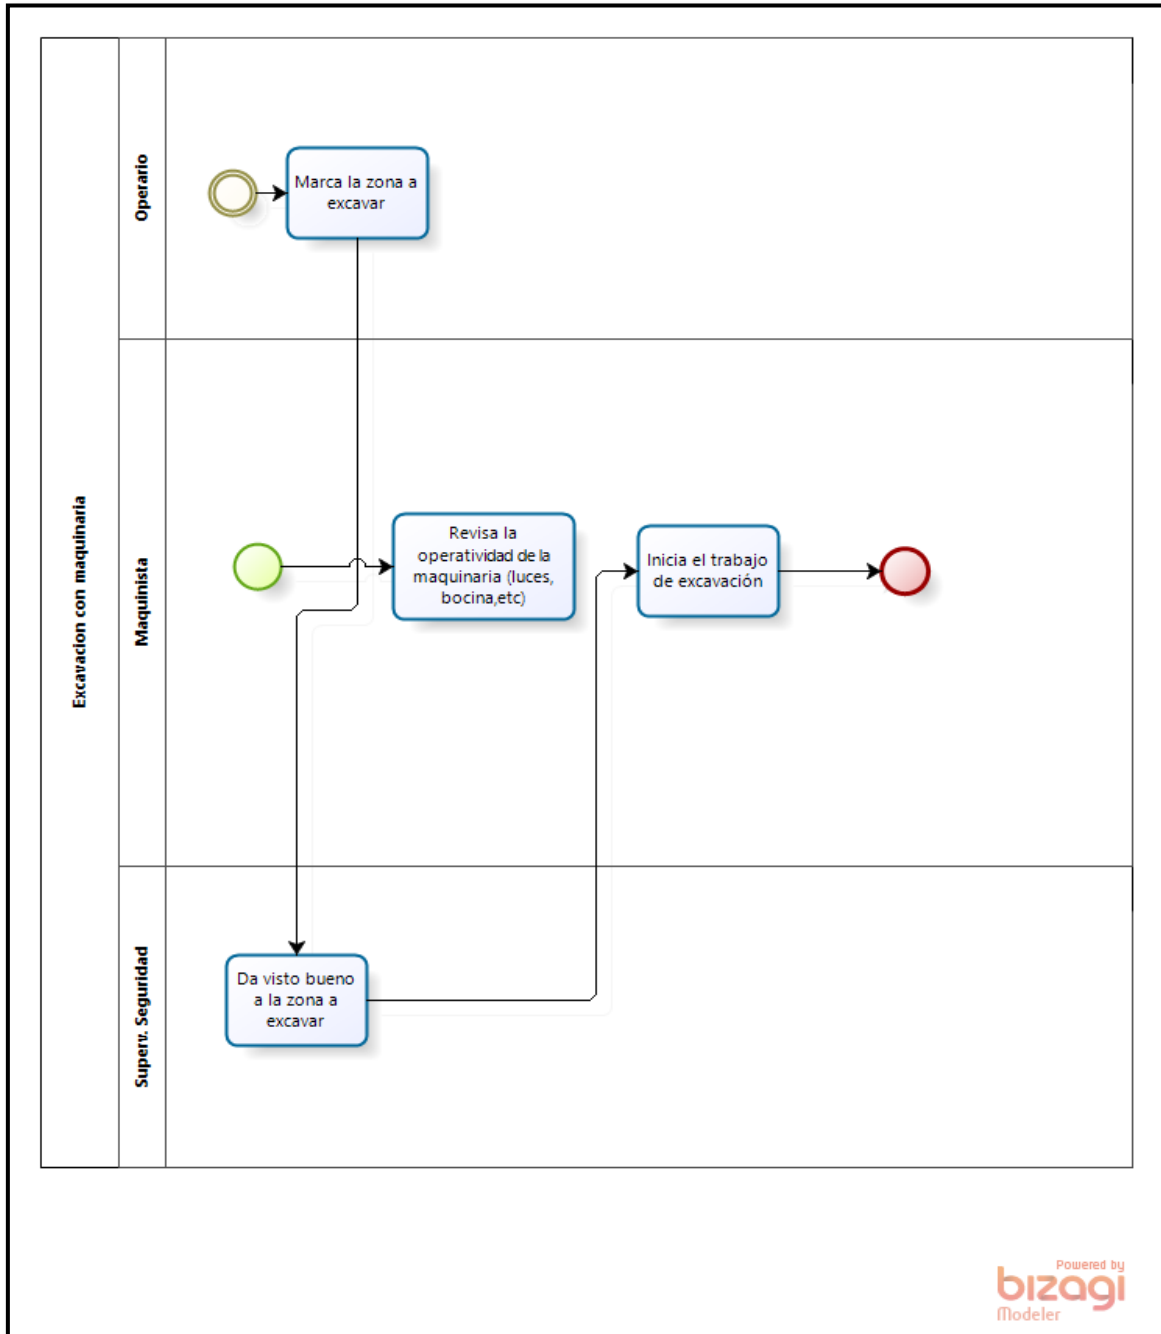 Excavacion con maquinaria
Operario
Marca la zona a
excavar
Maquinista
Revisa la
operatividad de la
maquinaria (luces,
bocina,etc)
Inicia el trabajo
de excavación
Superv. Seguridad
Da visto bueno
a la zona a
excavar
Powered by
bizagi
Modeler